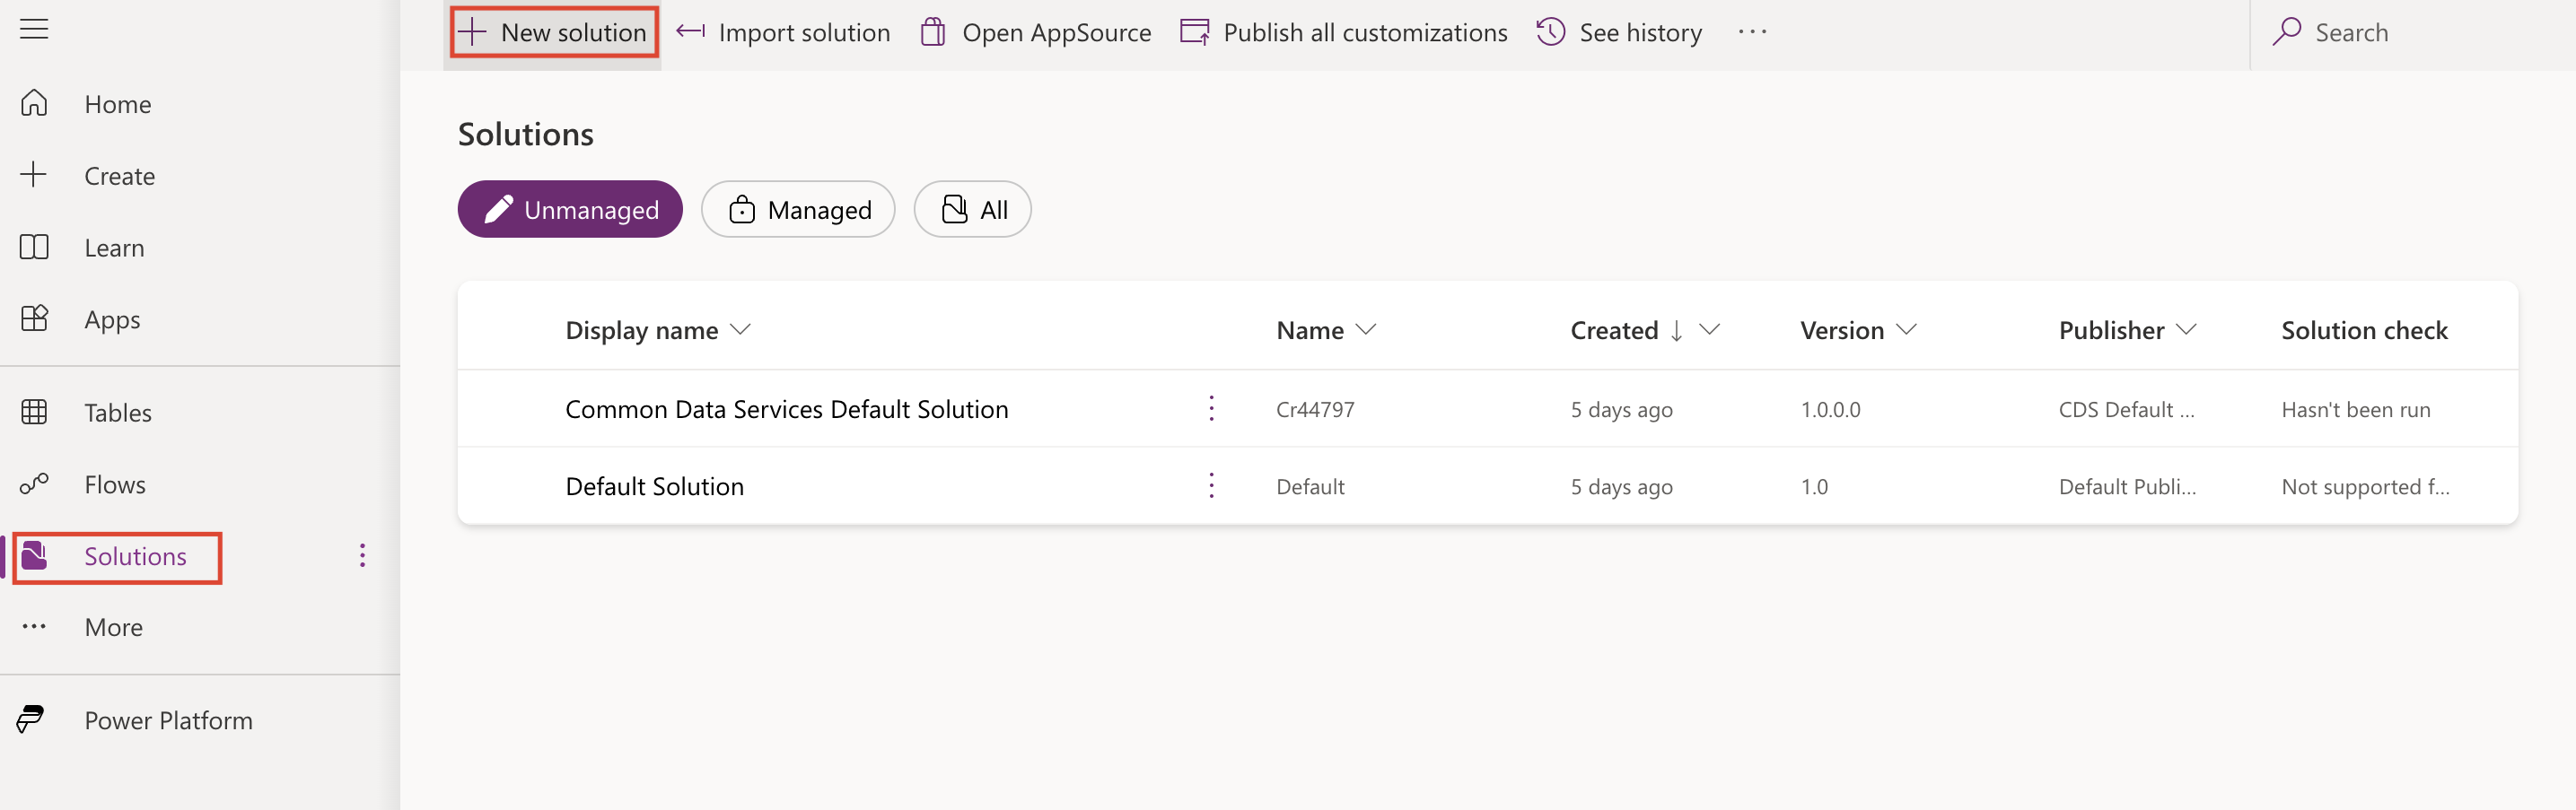 New solution
Import solution
Open AppSource
Publish all customizations
See history
Search
Home
Create
Learn
Apps
Tables
Flows
Solutions
More
Power Platform
Solutions
Unmanaged
Managed
All
Display name Name Created Version Publisher Solution check
Common Data Services Default Solution Cr44797 5 days ago 1.0.0.0 CDS Default ... Hasn't been run
Default Solution Default 5 days ago 1.0 Default Publi... Not supported f...